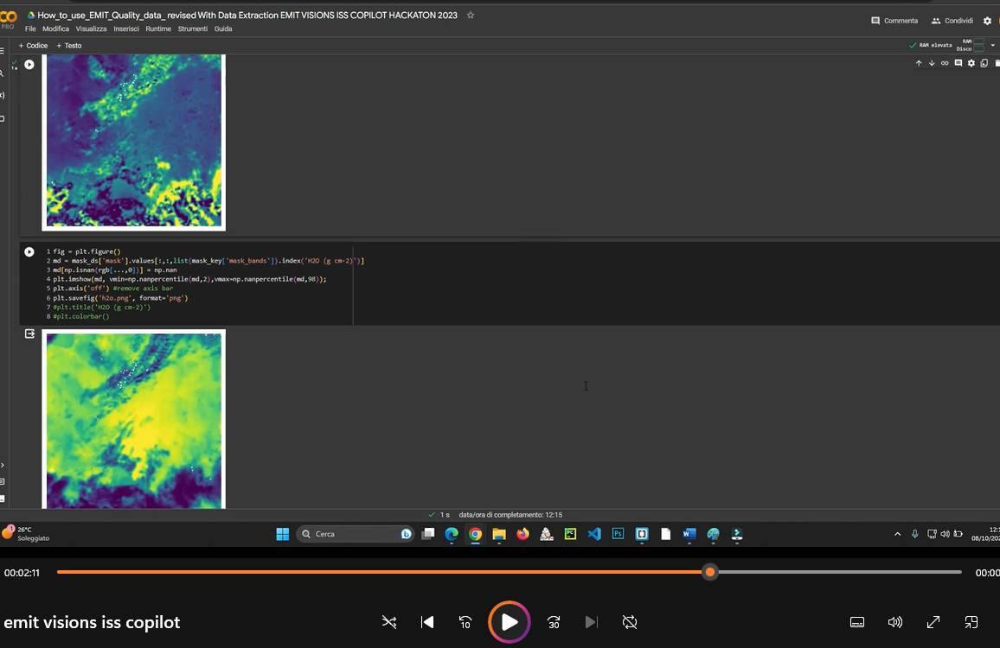 How_to_use_EMIT_Quality_data_ revised With Data Extraction EMIT VISIONS ISS COPILOT HACKATON 2023
PRO
File Modifica Visualizza Inserisci Runtime Strumenti Guida
Commenta Condividi
+ Codice + Testo
RAM elevata RAM
Disco
1s
1 fig = plt.figure()
2 md = mask_ds['mask'].values[:,:,list(mask_key['mask_bands']).index('H2O (g cm-2)')]
3 md[np.isnan(rgb[...,0])] = np.nan
4 plt.imshow(md, vmin=np.nanpercentile(md,2),vmax=np.nanpercentile(md,98));
5 plt.axis('off') #remove axis bar
6 plt.savefig('h2o.png', format='png')
7 #plt.title('H2O (g cm-2)')
8 #plt.colorbar()
1 s data/ora di completamento: 12:15
26°C
Soleggiato
Cerca
08/10/202
00:02:11
00:00
emit visions iss copilot
10
30